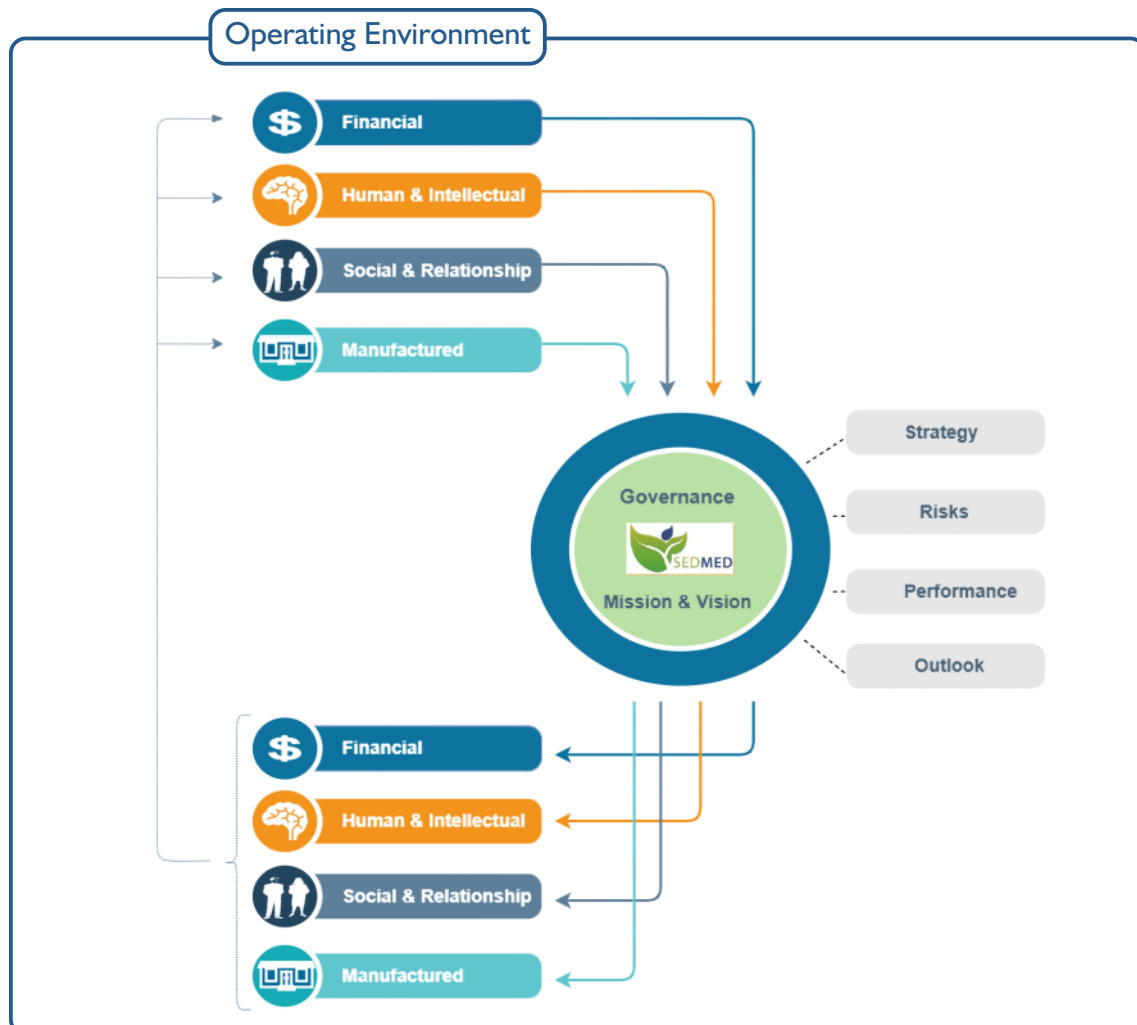 Operating Environment
Financial
Human & Intellectual
Social & Relationship
Manufactured
Strategy
Governance
Risks
SEDMED
Performance
Mission & Vision
Outlook
Financial
Human & Intellectual
Social & Relationship
Manufactured